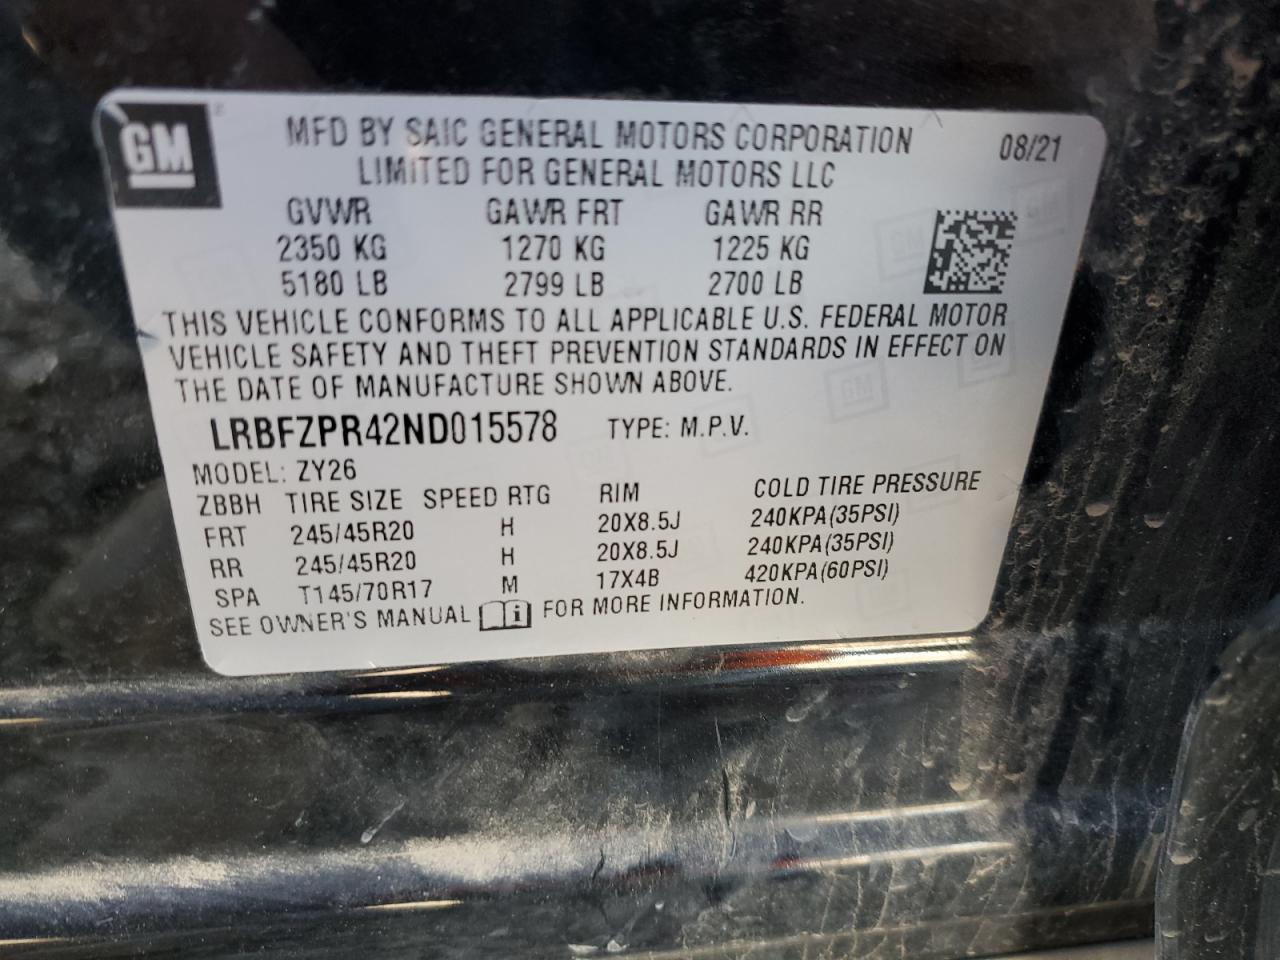 GM
MFD BY SAIC GENERAL MOTORS CORPORATION 08/21
LIMITED FOR GENERAL MOTORS LLC
GVWR GAWR FRT GAWR RR
2350 KG 1270 KG 1225 KG
5180 LB 2799 LB 2700 LB
THIS VEHICLE CONFORMS TO ALL APPLICABLE U.S. FEDERAL MOTOR
VEHICLE SAFETY AND THEFT PREVENTION STANDARDS IN EFFECT ON
THE DATE OF MANUFACTURE SHOWN ABOVE.
LRBFZPR42ND015578 TYPE: M.P.V.
MODEL: ZY26
ZBBH TIRE SIZE SPEED RTG RIM COLD TIRE PRESSURE
FRT 245/45R20 H 20X8.5J 240KPA(35PSI)
RR 245/45R20 H 20X8.5J 240KPA(35PSI)
SPA T145/70R17 M 17X4B 420KPA(60PSI)
SEE OWNER'S MANUAL i FOR MORE INFORMATION.